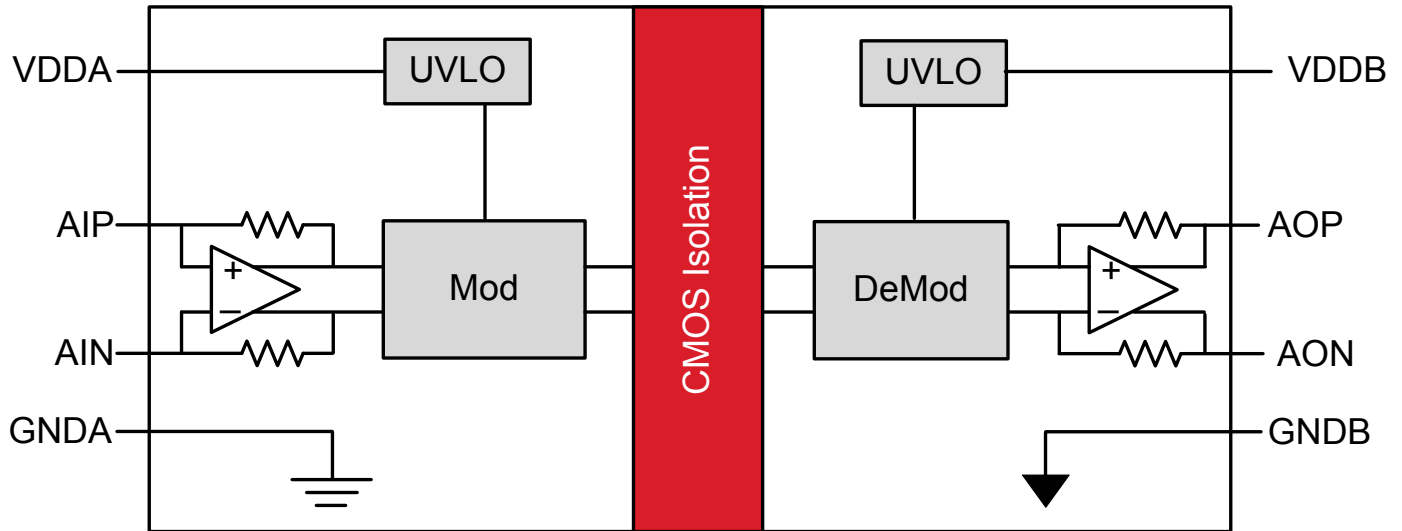 VDDA
UVLO
UVLO
VDDB
AIP
+
−
AIN
Mod
CMOS Isolation
DeMod
+
−
AOP
AON
GNDA
GNDB